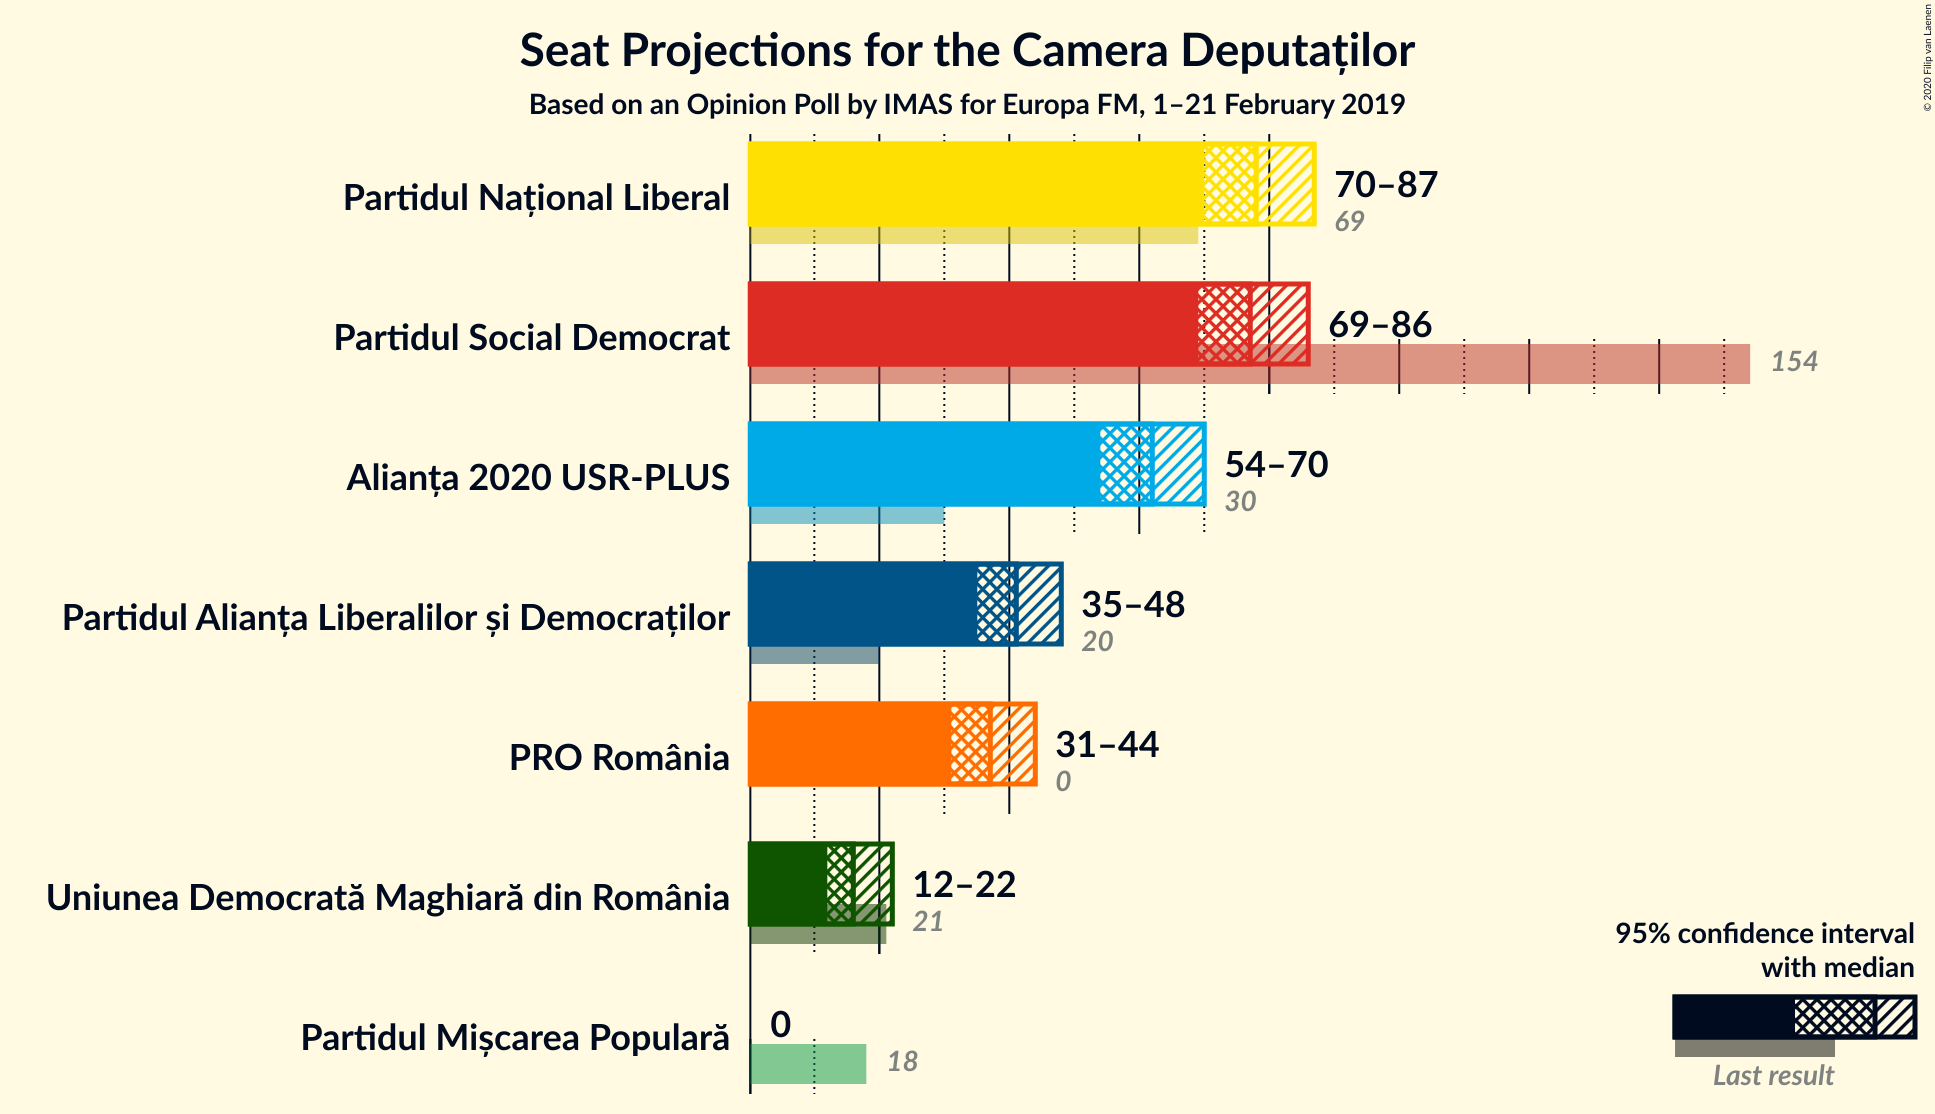 Seat Projections for the Camera Deputaților
Based on an Opinion Poll by IMAS for Europa FM, 1–21 February 2019
© 2020 Filip van Laenen
Partidul Național Liberal
70–87
69
Partidul Social Democrat
69–86
154
Alianța 2020 USR-PLUS
54–70
30
Partidul Alianța Liberalilor și Democraților
35–48
20
PRO România
31–44
0
Uniunea Democrată Maghiară din România
12–22
21
Partidul Mișcarea Populară
0
18
95% confidence interval
with median
Last result